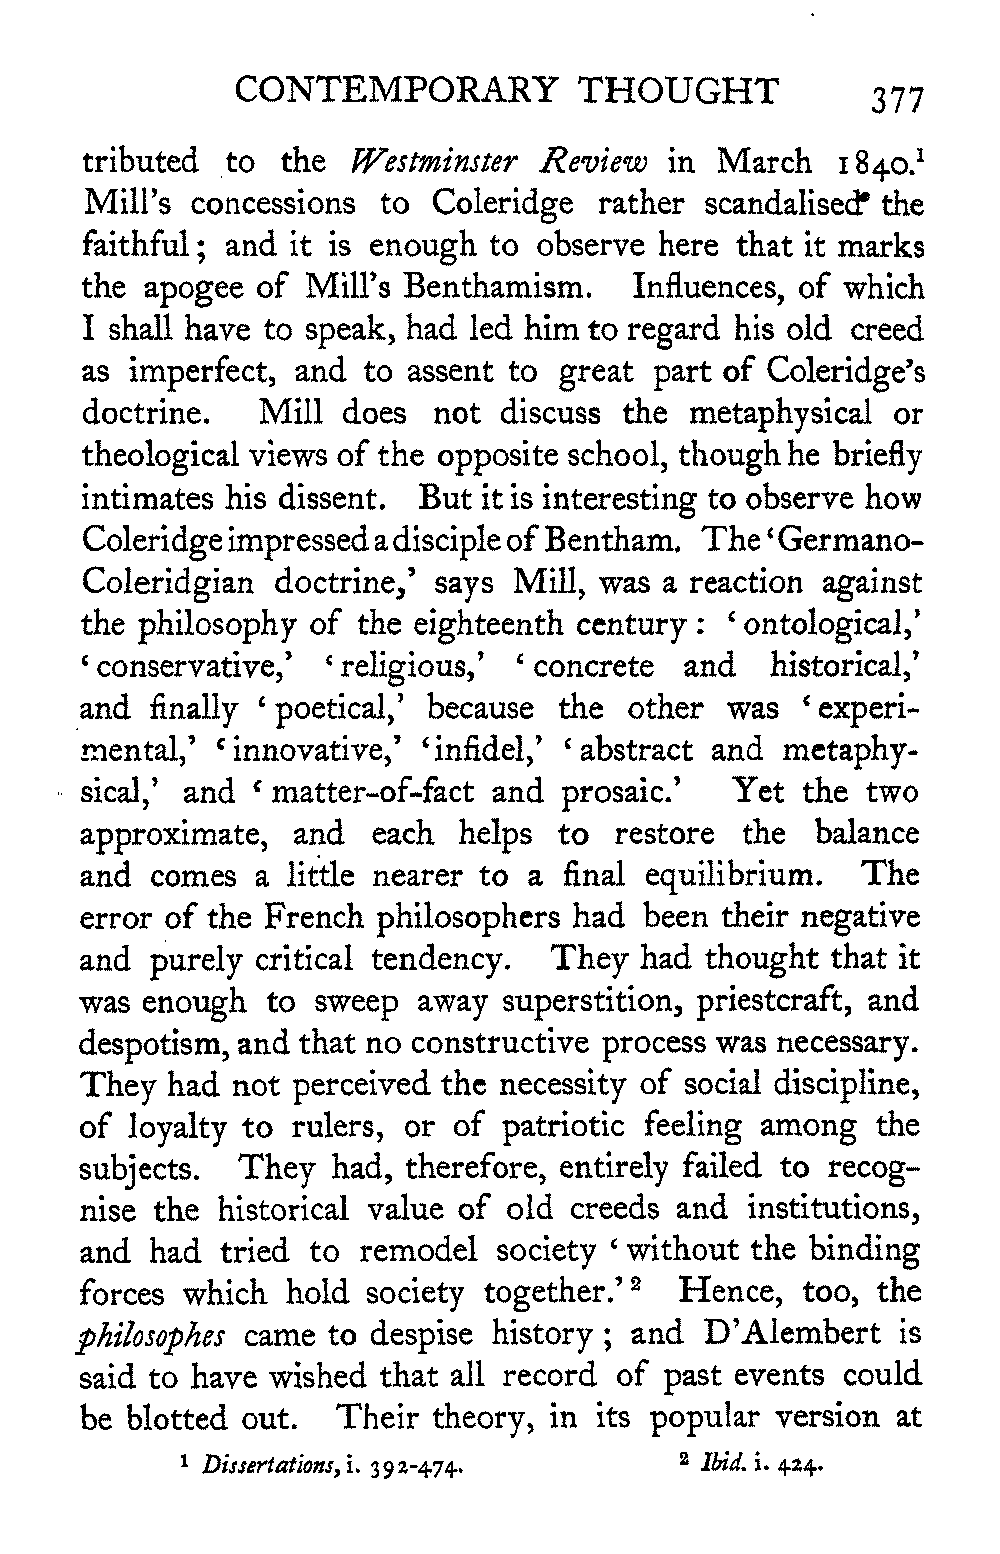 CONTEMPORARY THOUGHT 377
tributed to the Westminster Review in March 1840.¹
Mill's concessions to Coleridge rather scandalised the
faithful; and it is enough to observe here that it marks
the apogee of Mill's Benthamism. Influences, of which
I shall have to speak, had led him to regard his old creed
as imperfect, and to assent to great part of Coleridge's
doctrine. Mill does not discuss the metaphysical or
theological views of the opposite school, though he briefly
intimates his dissent. But it is interesting to observe how
Coleridge impressed a disciple of Bentham. The ‘Germano-
Coleridgian doctrine,’ says Mill, was a reaction against
the philosophy of the eighteenth century: ‘ontological,’
‘conservative,’ ‘religious,’ ‘concrete and historical,’
and finally ‘poetical,’ because the other was ‘experi-
mental,’ ‘innovative,’ ‘infidel,’ ‘abstract and metaphy-
sical,’ and ‘matter-of-fact and prosaic.’ Yet the two
approximate, and each helps to restore the balance
and comes a little nearer to a final equilibrium. The
error of the French philosophers had been their negative
and purely critical tendency. They had thought that it
was enough to sweep away superstition, priestcraft, and
despotism, and that no constructive process was necessary.
They had not perceived the necessity of social discipline,
of loyalty to rulers, or of patriotic feeling among the
subjects. They had, therefore, entirely failed to recog-
nise the historical value of old creeds and institutions,
and had tried to remodel society ‘without the binding
forces which hold society together.’² Hence, too, the
philosophes came to despise history; and D'Alembert is
said to have wished that all record of past events could
be blotted out. Their theory, in its popular version at
¹ Dissertations, i. 392-474. ² Ibid. i. 424.